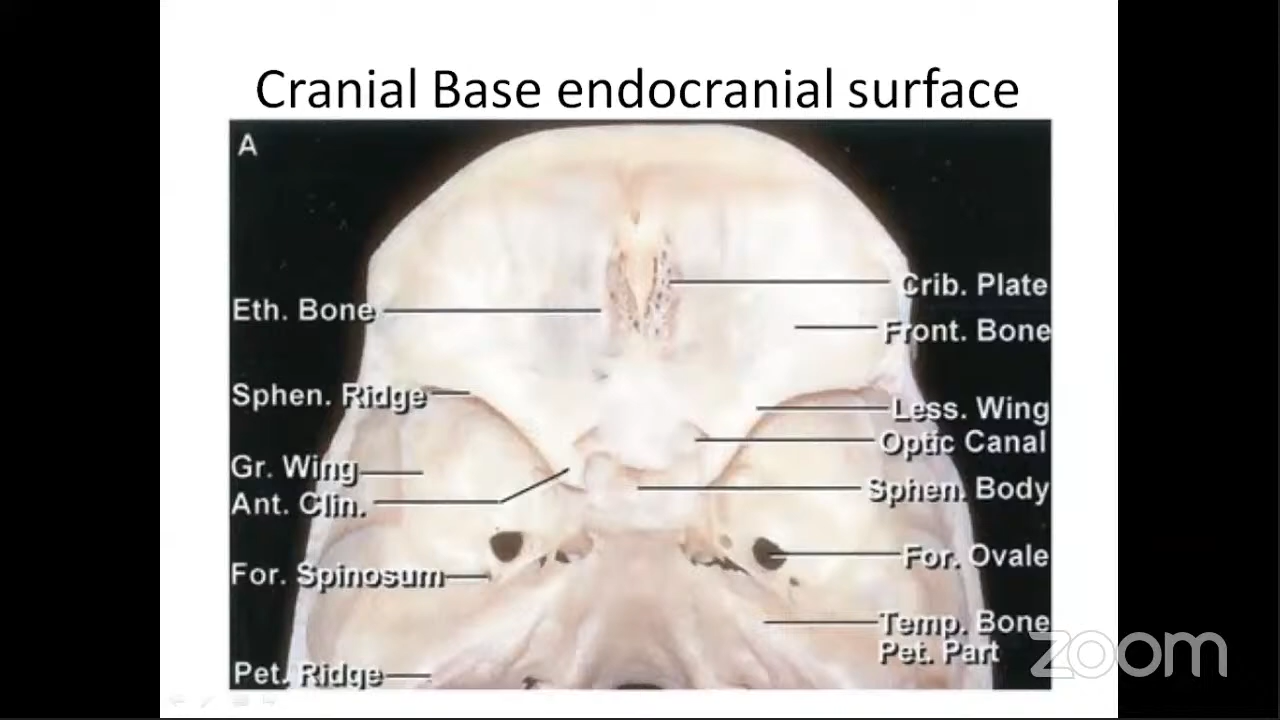 Cranial Base endocranial surface
A
Crib. Plate
Eth. Bone
Front. Bone
Sphen. Ridge
Less. Wing
Optic Canal
Gr. Wing
Sphen. Body
Ant. Clin.
For. Ovale
For. Spinosum
Temp. Bone
Pet. Part
Pet. Ridge
zoom